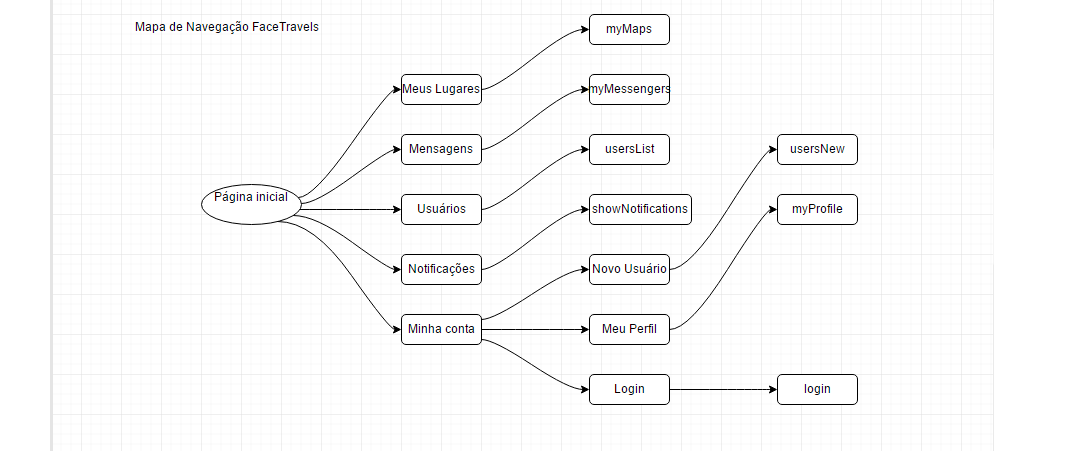 Mapa de Navegação FaceTravels
myMaps
Meus Lugares
myMessengers
Mensagens
usersList
usersNew
Página inicial
Usuários
showNotifications
myProfile
Notificações
Novo Usuário
Minha conta
Meu Perfil
Login
login